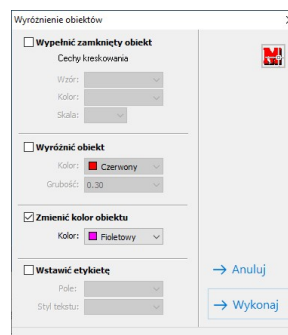 Wyróżnienie obiektów
Wypełnić zamknięty obiekt
Cechy kreskowania
Wzór:
Kolor:
Skala:
Wyróżnić obiekt
Kolor: Czerwony
Grubość: 0.30
Zmienić kolor obiektu
Kolor: Fioletowy
Wstawić etykietę
Pole:
Styl tekstu:
→ Anuluj
→ Wykonaj